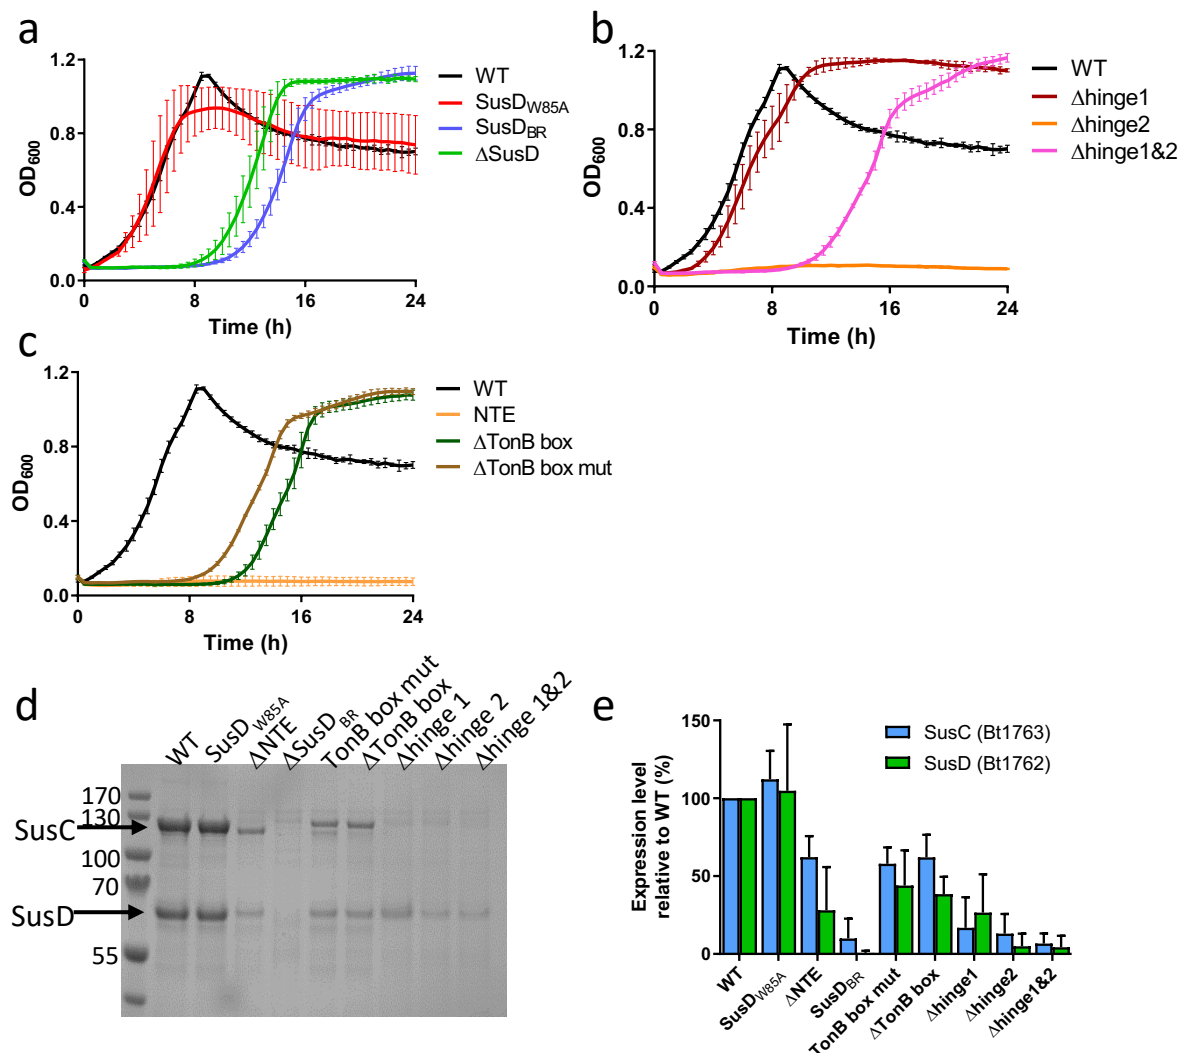 a
1.2
0.8
0.4
0.0
OD600
0
8
16
24
Time (h)
WT
SusDW85A
SusDBR
ΔSusD
b
1.2
0.8
0.4
0.0
OD600
0
8
16
24
Time (h)
WT
Δhinge1
Δhinge2
Δhinge1&2
c
1.2
0.8
0.4
0.0
OD600
0
8
16
24
Time (h)
WT
NTE
ΔTonB box
ΔTonB box mut
d
WT
SusDW85A
ΔNTE
ΔSusDBR
TonB box mut
ΔTonB box
Δhinge 1
Δhinge 2
Δhinge 1&2
170
130
SusC
100
70
SusD
55
e
150
100
50
0
Expression level
relative to WT (%)
SusC (Bt1763)
SusD (Bt1762)
WT
SusDW85A
ΔNTE
SusDBR
TonB box mut
ΔTonB box
Δhinge1
Δhinge2
Δhinge1&2